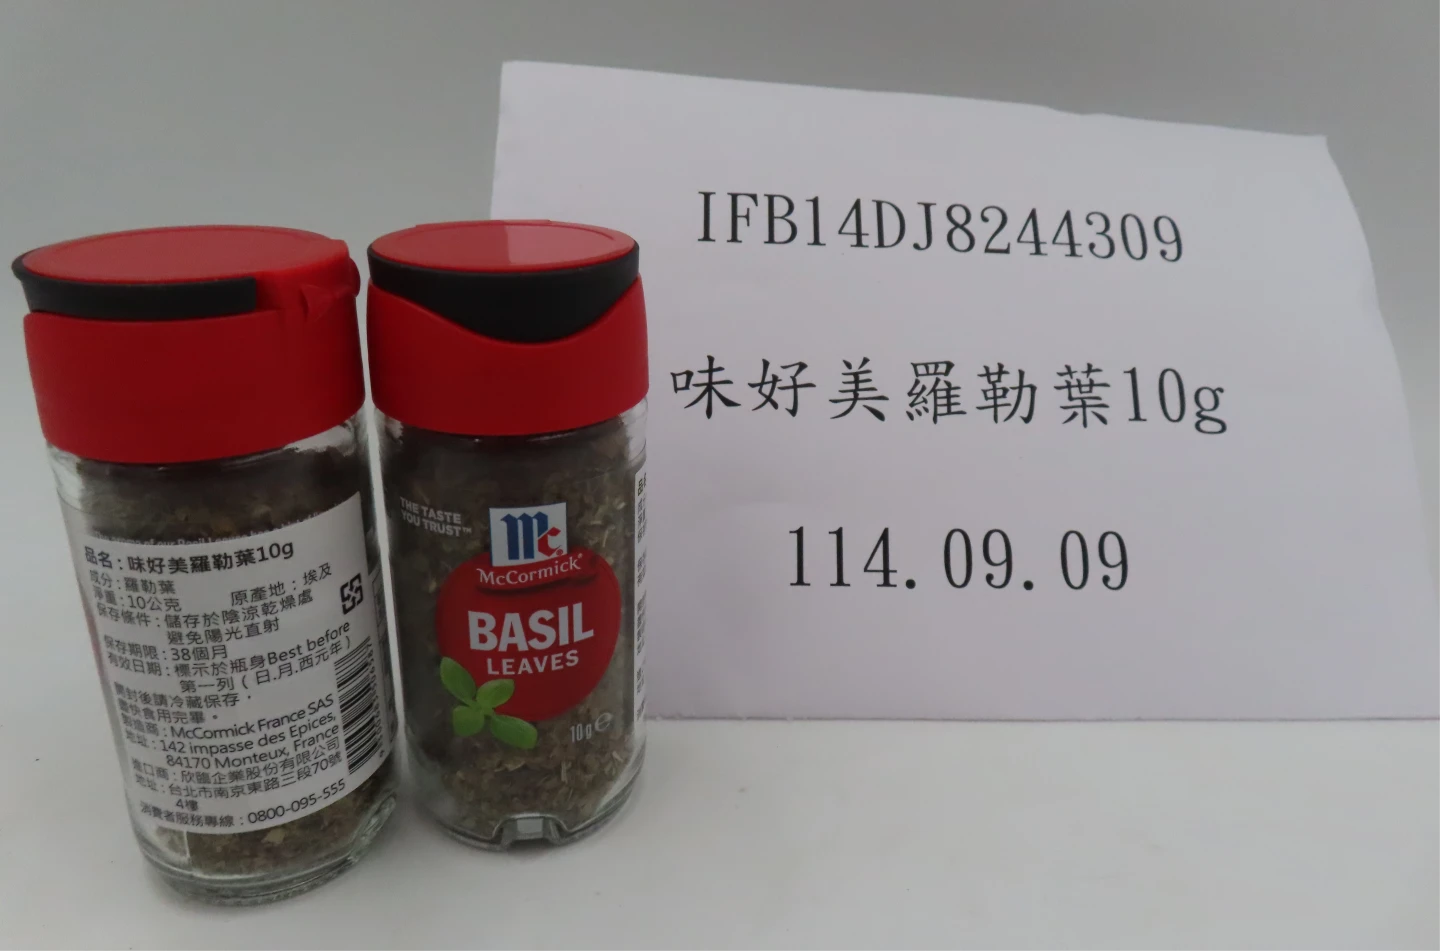 IFB14DJ8244309
味好美羅勒葉10g
114.09.09
品名:味好美羅勒葉10g
成分:羅勒葉
淨重:10公克 原產地:埃及
保存條件:儲存於陰涼乾燥處
避免陽光直射
保存期限:38個月
有效日期:標示於瓶身Best before
第一列(日.月.西元年)
開封後請冷藏保存,
盡快食用完畢。
製造商:McCormick France SAS
地址:142 impasse des Epices,
84170 Monteux, France
進口商:欣臨企業股份有限公司
地址:台北市南京東路三段70號
4樓
消費者服務專線:0800-095-555
THE TASTE
YOU TRUST™
Mc
McCormick®
BASIL
LEAVES
10g℮